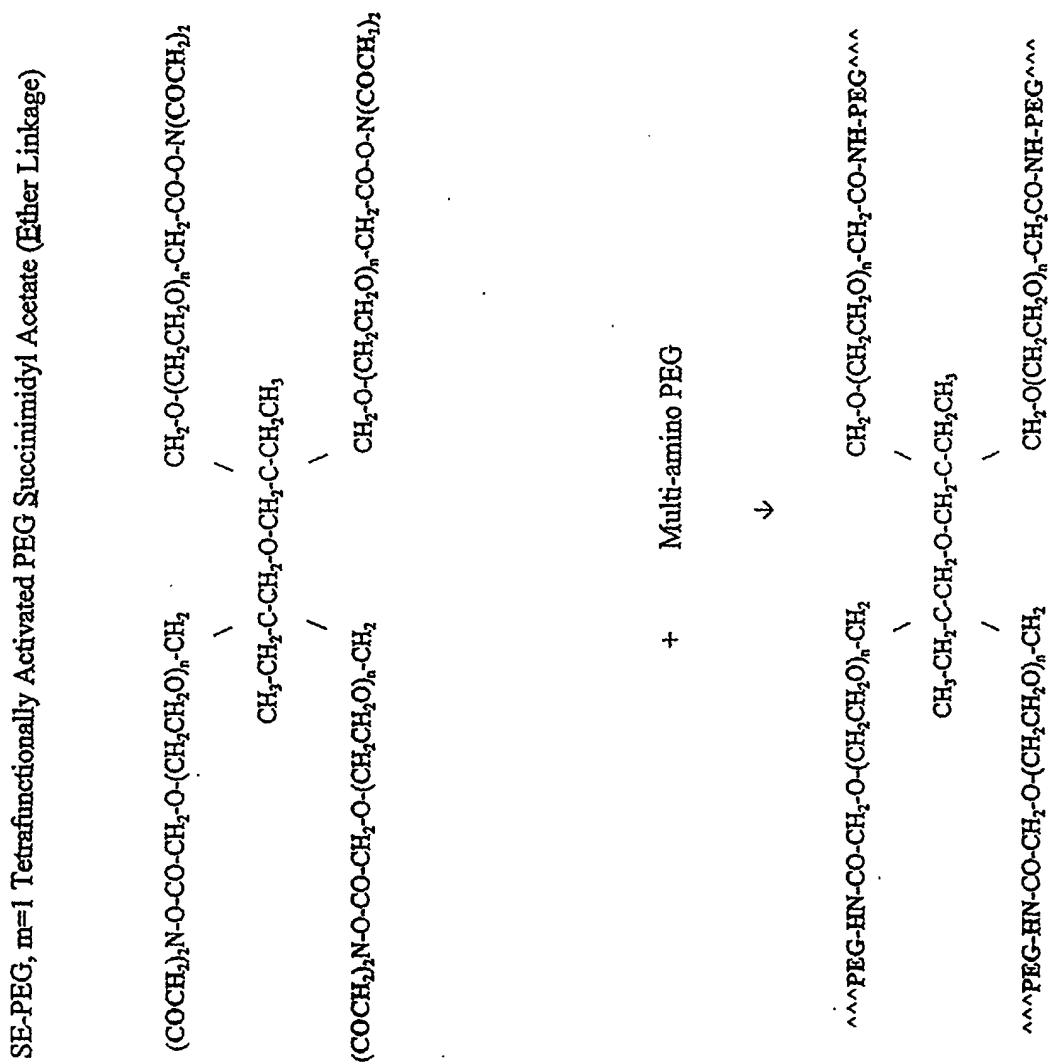 SE-PEG, m=1 Tetrafunctionally Activated PEG Succinimidyl Acetate (Ether Linkage)
(COCH₂)₂N-O-CO-CH₂-O-(CH₂CH₂O)ₙ-CH₂ CH₂-O-(CH₂CH₂O)ₙ-CH₂-CO-O-N(COCH₂)₂
CH₃-CH₂-C-CH₂-O-CH₂-C-CH₂CH₃
(COCH₂)₂N-O-CO-CH₂-O-(CH₂CH₂O)ₙ-CH₂ CH₂-O-(CH₂CH₂O)ₙ-CH₂-CO-O-N(COCH₂)₂
+ Multi-amino PEG
↓
^^^PEG-HN-CO-CH₂-O-(CH₂CH₂O)ₙ-CH₂ CH₂-O-(CH₂CH₂O)ₙ-CH₂-CO-NH-PEG^^^
CH₃-CH₂-C-CH₂-O-CH₂-C-CH₂CH₃
^^^PEG-HN-CO-CH₂-O-(CH₂CH₂O)ₙ-CH₂ CH₂-O(CH₂CH₂O)ₙ-CH₂CO-NH-PEG^^^